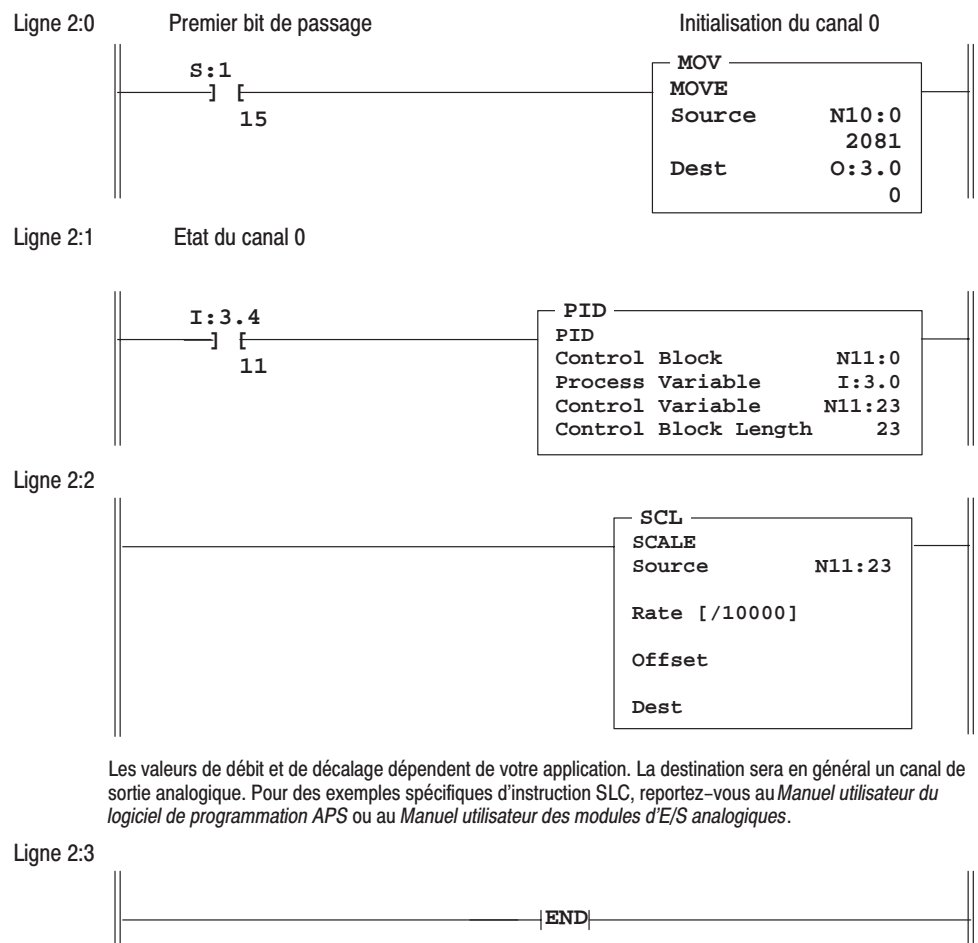 Ligne 2:0 Premier bit de passage Initialisation du canal 0
S:1
] [
15
MOV
MOVE
Source N10:0
2081
Dest O:3.0
0
Ligne 2:1 Etat du canal 0
I:3.4
] [
11
PID
PID
Control Block N11:0
Process Variable I:3.0
Control Variable N11:23
Control Block Length 23
Ligne 2:2
SCL
SCALE
Source N11:23
Rate [/10000]
Offset
Dest
Les valeurs de débit et de décalage dépendent de votre application. La destination sera en général un canal de
sortie analogique. Pour des exemples spécifiques d'instruction SLC, reportez-vous au Manuel utilisateur du
logiciel de programmation APS ou au Manuel utilisateur des modules d'E/S analogiques.
Ligne 2:3
END